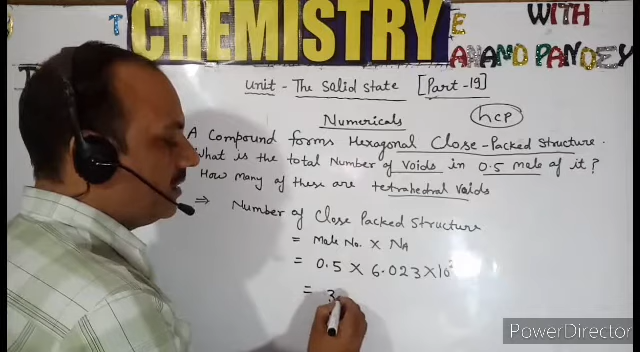 CHEMISTRY WITH
ANAND PANDEY
Unit - The Solid State [Part-19]
Numericals hcp
A Compound forms Hexagonal Close-Packed Structure.
What is the total Number of Voids in 0.5 mole of it?
How many of these are tetrahedral Voids
⇒ Number of Close Packed Structure
= Mole No. × NA
= 0.5 × 6.023×10
= 3
PowerDirector